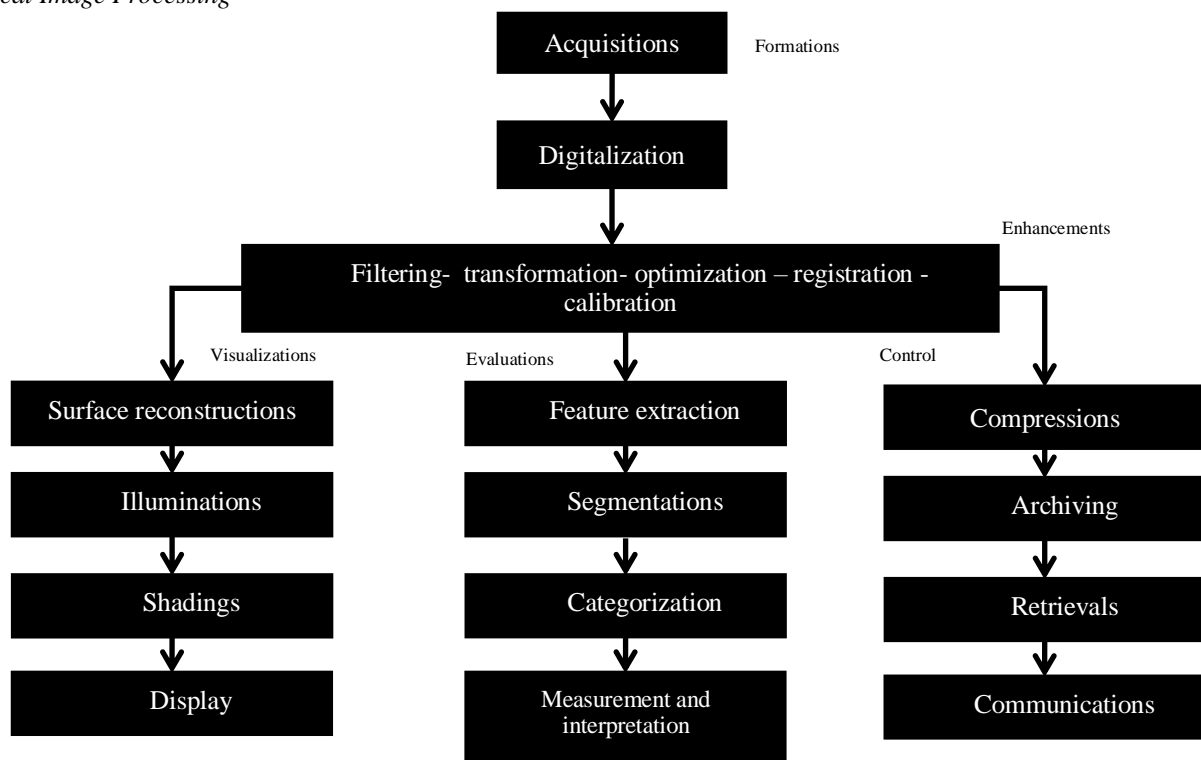 Image Processing
Acquisitions
Formations
Digitalization
Enhancements
Filtering- transformation- optimization – registration -
calibration
Visualizations
Evaluations
Control
Surface reconstructions
Illuminations
Shadings
Display
Feature extraction
Segmentations
Categorization
Measurement and
interpretation
Compressions
Archiving
Retrievals
Communications